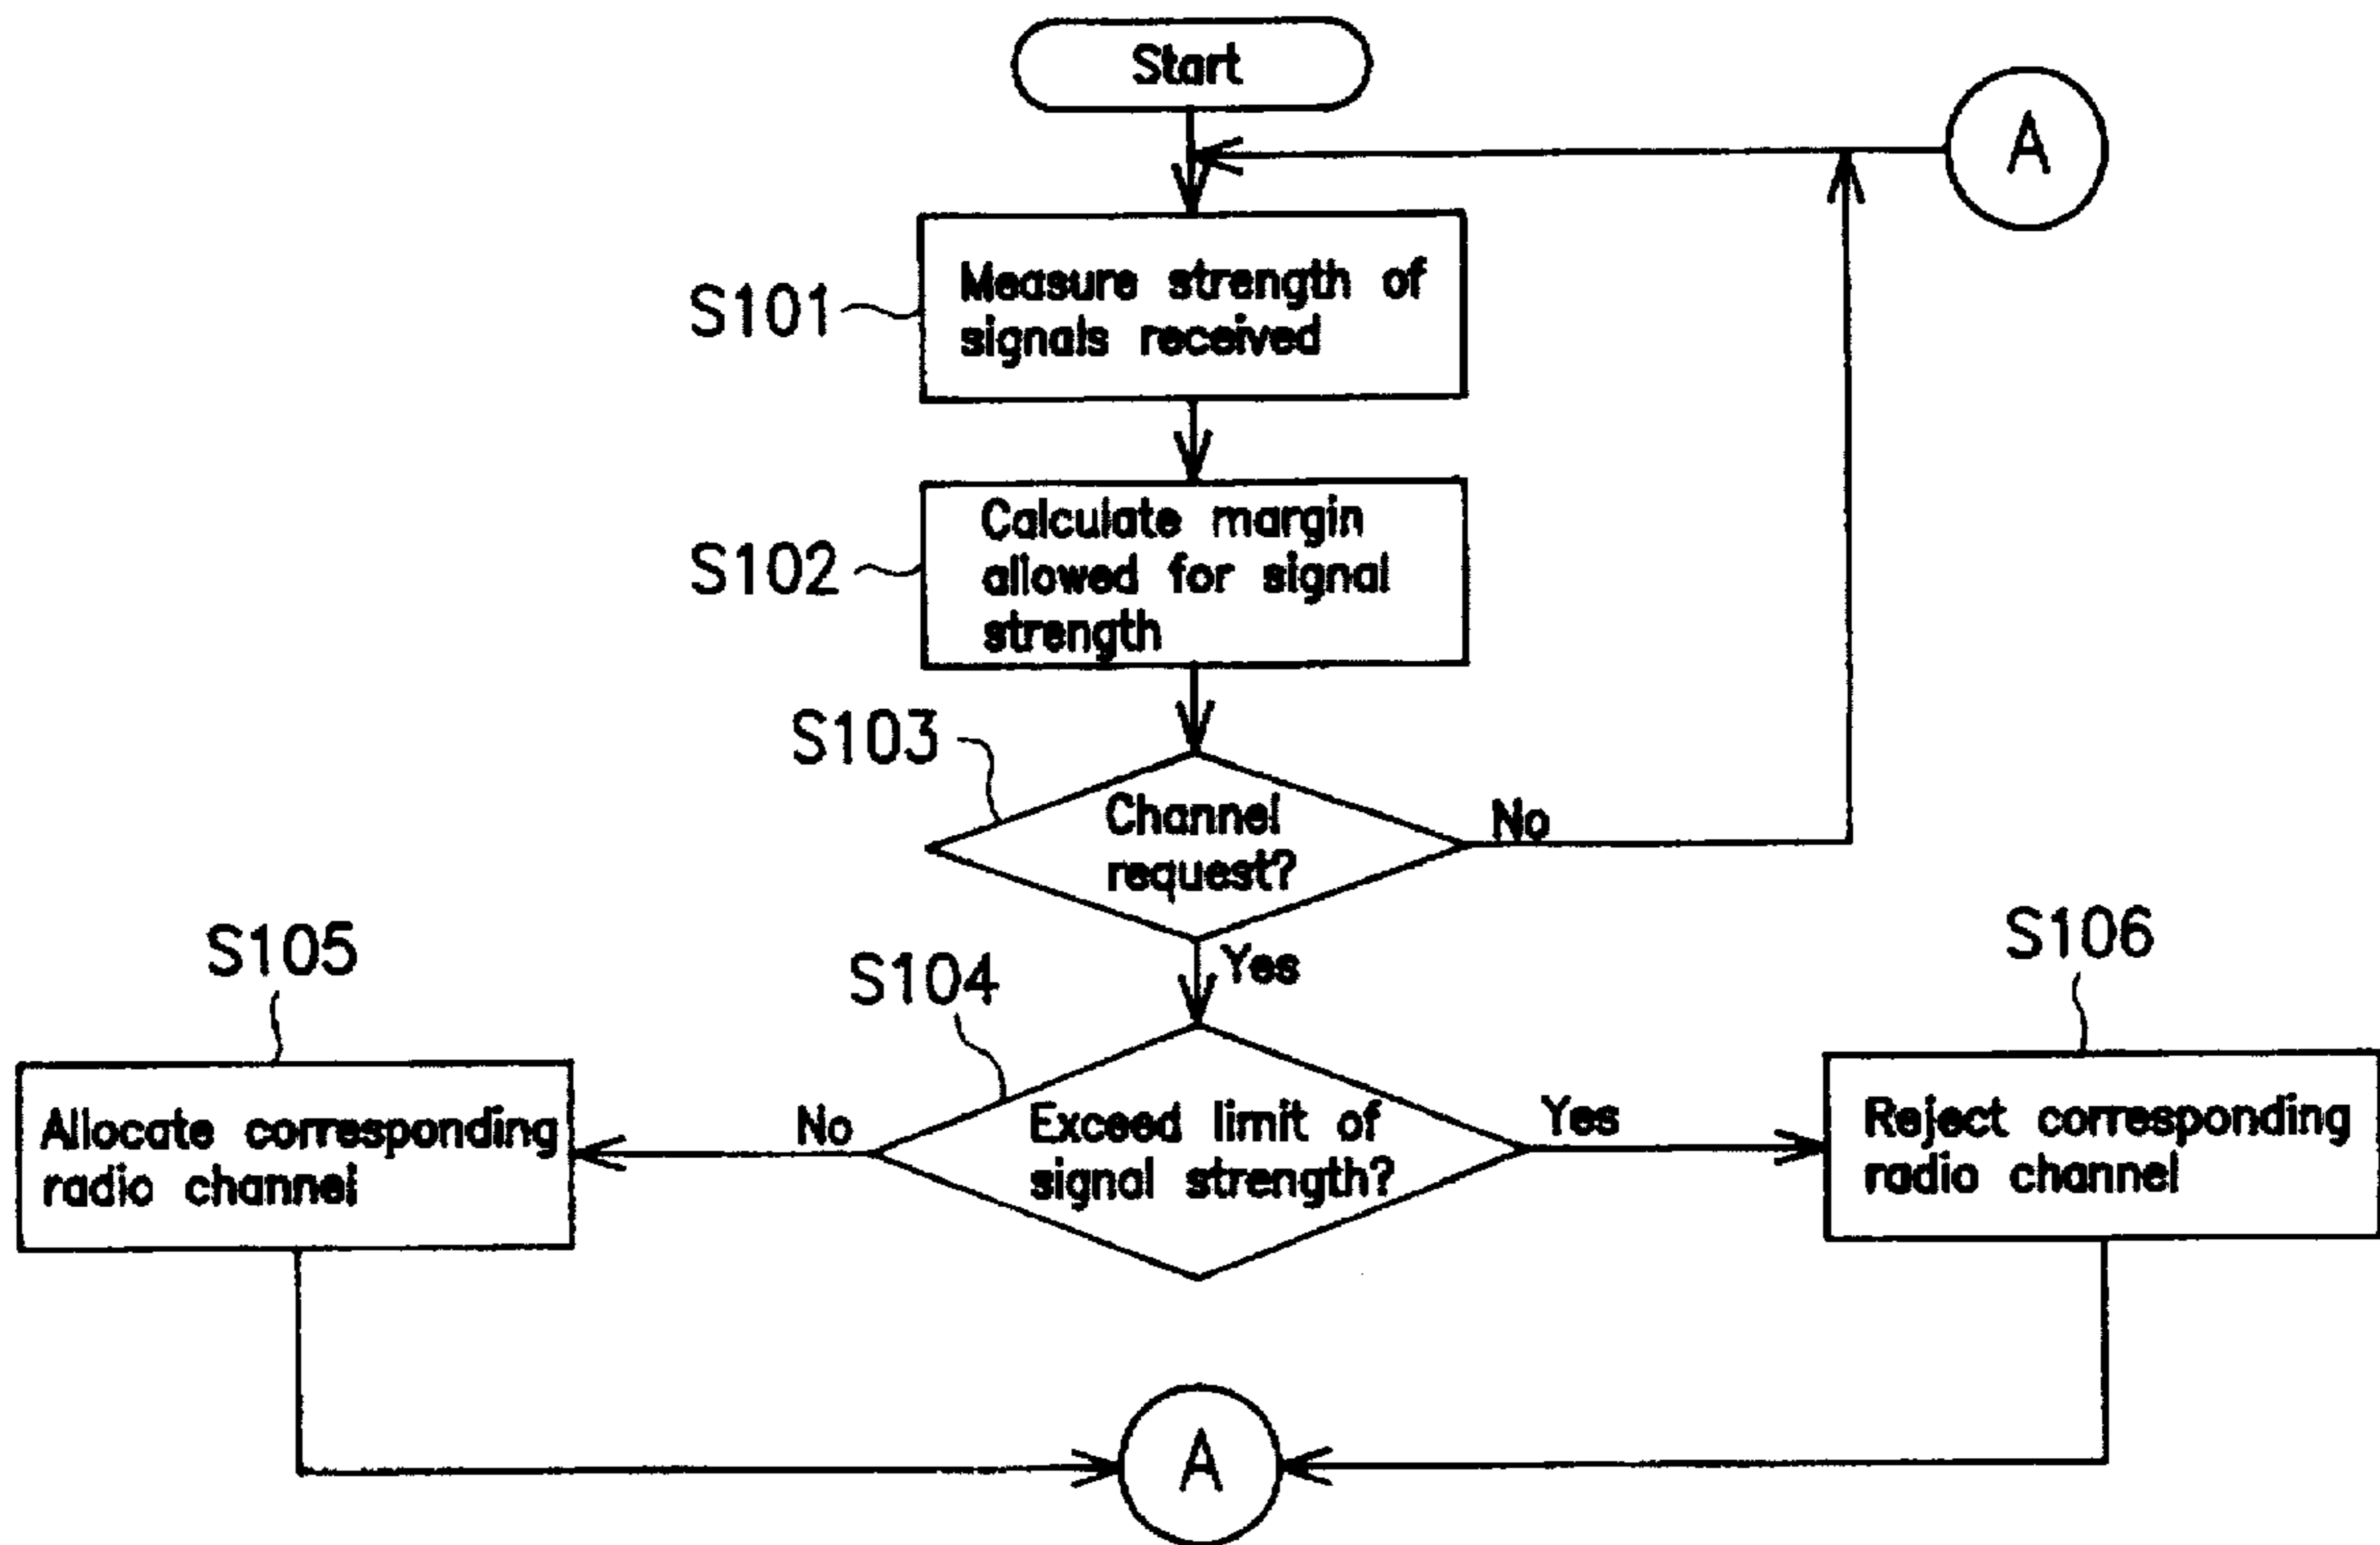 Start
A
S101
Measure strength of
signals received
S102
Calculate margin
allowed for signal
strength
S103
Channel
request?
No
Yes
S104
Exceed limit of
signal strength?
No
Yes
S105
Allocate corresponding
radio channel
S106
Reject corresponding
radio channel
A